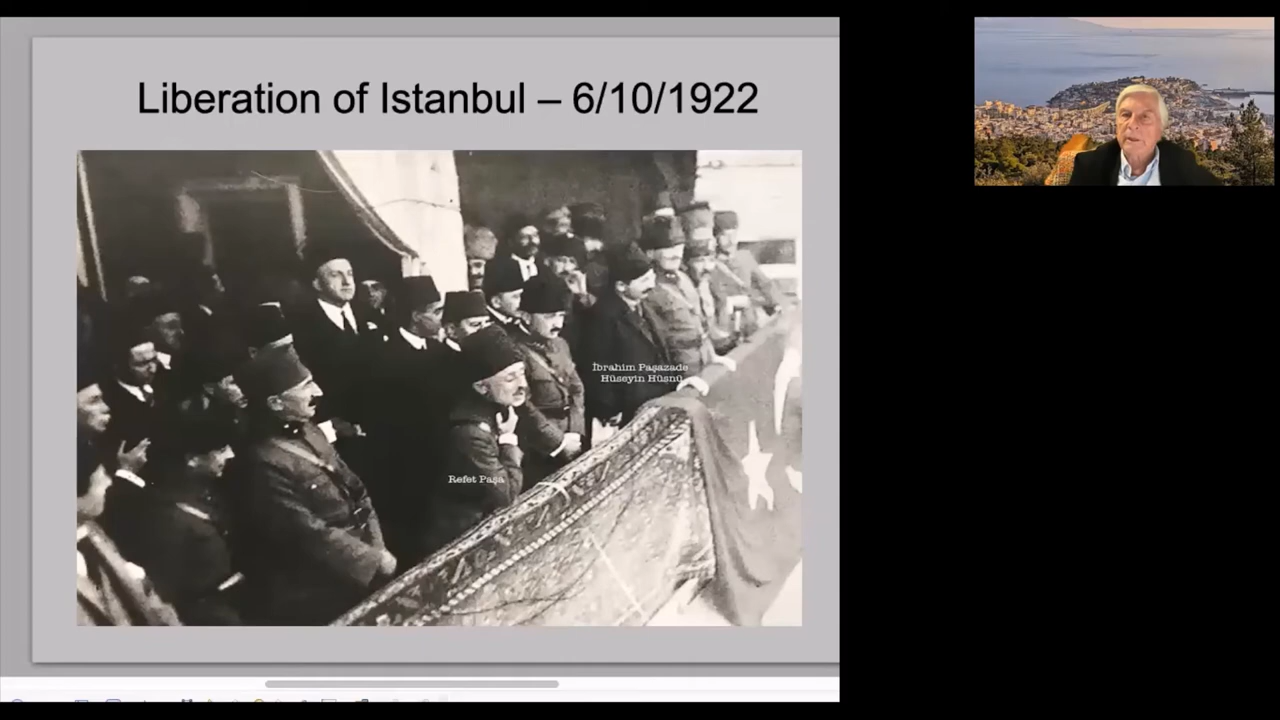 Liberation of Istanbul – 6/10/1922
İbrahim Paşazade
Hüseyin Hüsnü
Refet Paşa